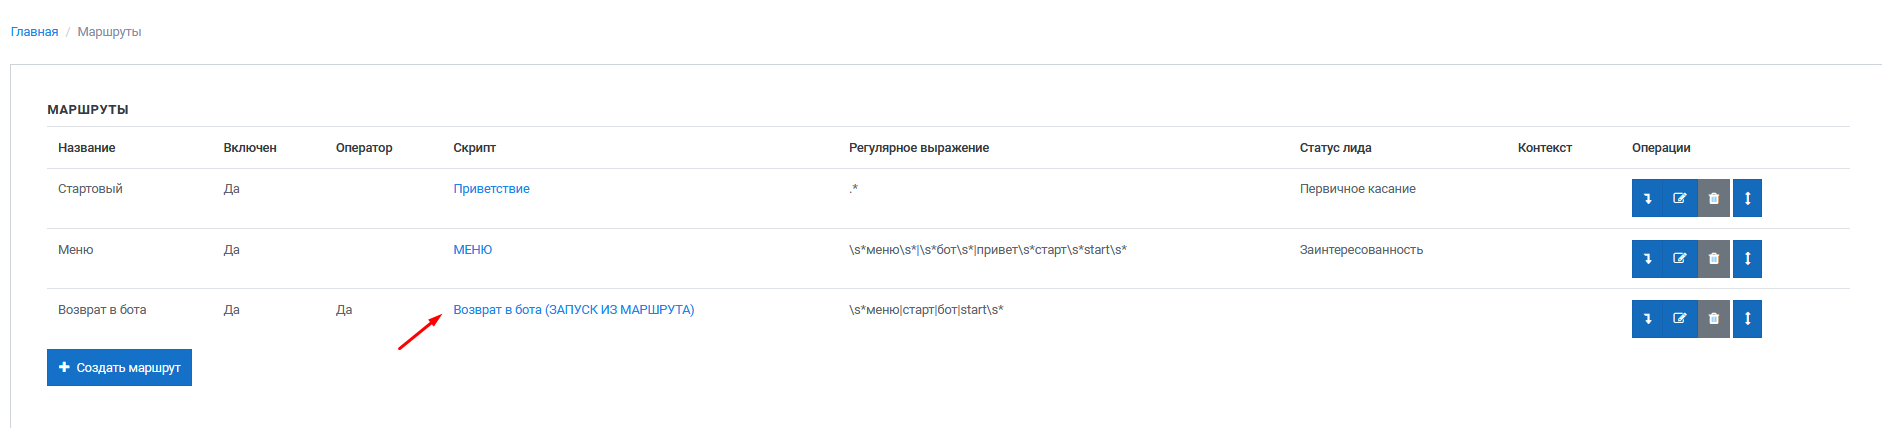 Главная / Маршруты
МАРШРУТЫ
Название Включен Оператор Скрипт Регулярное выражение Статус лида Контекст Операции
Стартовый Да Приветствие .* Первичное касание
Меню Да МЕНЮ \s*меню\s*|\s*бот\s*|привет\s*старт\s*start\s* Заинтересованность
Возврат в бота Да Да Возврат в бота (ЗАПУСК ИЗ МАРШРУТА) \s*меню|старт|бот|start\s*
Создать маршрут